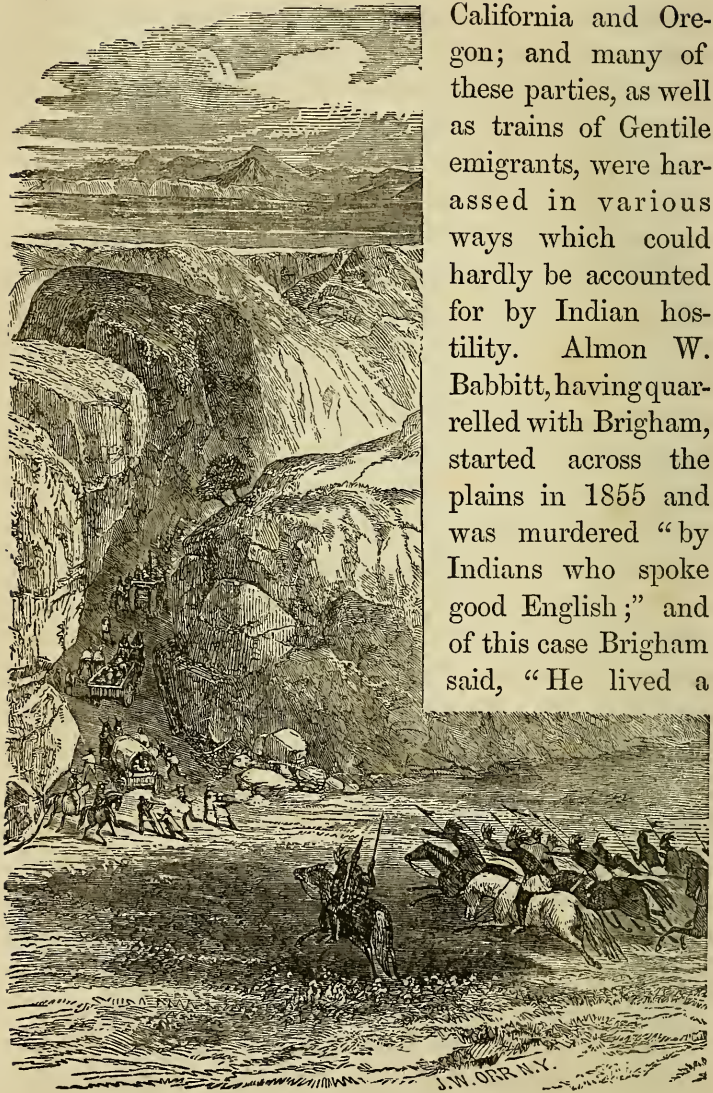 California and Ore-
gon; and many of
these parties, as well
as trains of Gentile
emigrants, were har-
assed in various
ways which could
hardly be accounted
for by Indian hos-
tility. Almon W.
Babbitt, having quar-
relled with Brigham,
started across the
plains in 1855 and
was murdered “by
Indians who spoke
good English;” and
of this case Brigham
said, “He lived a
J.W. ORR N.Y.